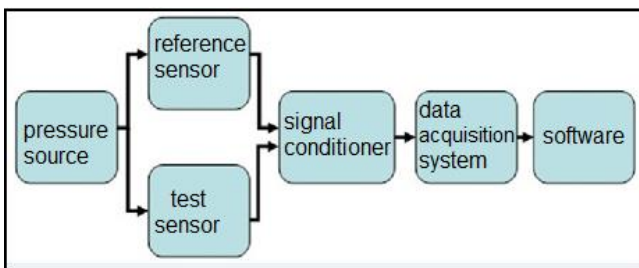 pressure
source
reference
sensor
test
sensor
signal
conditioner
data
acquisition
system
software